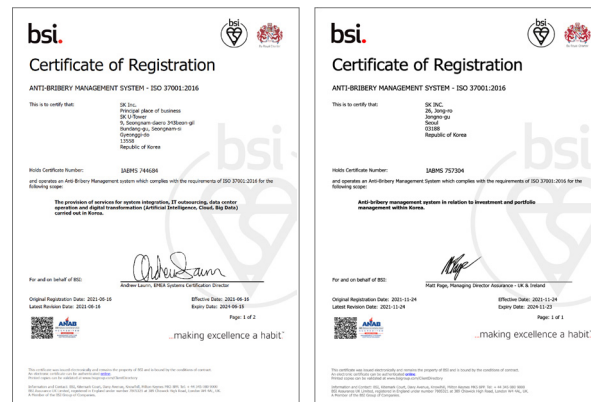 bsi.
bsi
By Royal Charter
Certificate of Registration
ANTI-BRIBERY MANAGEMENT SYSTEM - ISO 37001:2016
This is to certify that:
SK Inc.
Principal place of business
SK U-Tower
9, Seongnam-daero 343beon-gil
Bundang-gu, Seongnam-si
Gyeonggi-do
13558
Republic of Korea
Holds Certificate Number:
IABMS 744684
and operates an Anti-Bribery Management system which complies with the requirements of ISO 37001:2016 for the
following scope:
The provision of services for system integration, IT outsourcing, data center
operation and digital transformation (Artificial Intelligence, Cloud, Big Data)
carried out in Korea.
For and on behalf of BSI:
Andrew Launn, EMEA Systems Certification Director
Original Registration Date: 2021-06-16
Effective Date: 2021-06-16
Latest Revision Date: 2021-06-16
Expiry Date: 2024-06-15
Page: 1 of 2
ANAB
...making excellence a habit.™
bsi.
bsi
Certificate of Registration
ANTI-BRIBERY MANAGEMENT SYSTEM - ISO 37001:2016
This is to certify that:
SK INC.
26, Jong-ro
Jongno-gu
Seoul
03188
Republic of Korea
Holds Certificate Number:
IABMS 757304
and operates an Anti-Bribery Management System which complies with the requirements of ISO 37001:2016 for the
following scope:
Anti-bribery management system in relation to investment and portfolio
management within Korea.
For and on behalf of BSI:
Matt Page, Managing Director Assurance - UK & Ireland
Original Registration Date: 2021-11-24
Effective Date: 2021-11-24
Latest Revision Date: 2021-11-24
Expiry Date: 2024-11-23
Page: 1 of 1
ANAB
...making excellence a habit.